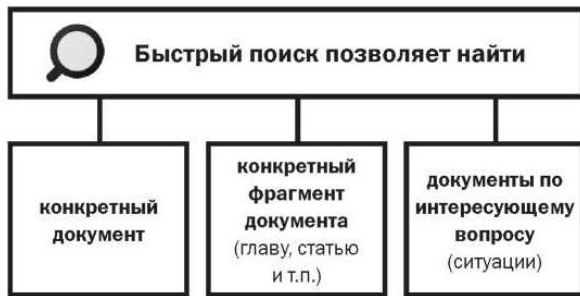 Быстрый поиск позволяет найти
конкретный
документ
конкретный
фрагмент
документа
(главу, статью
и т.п.)
документы по
интересующему
вопросу
(ситуации)